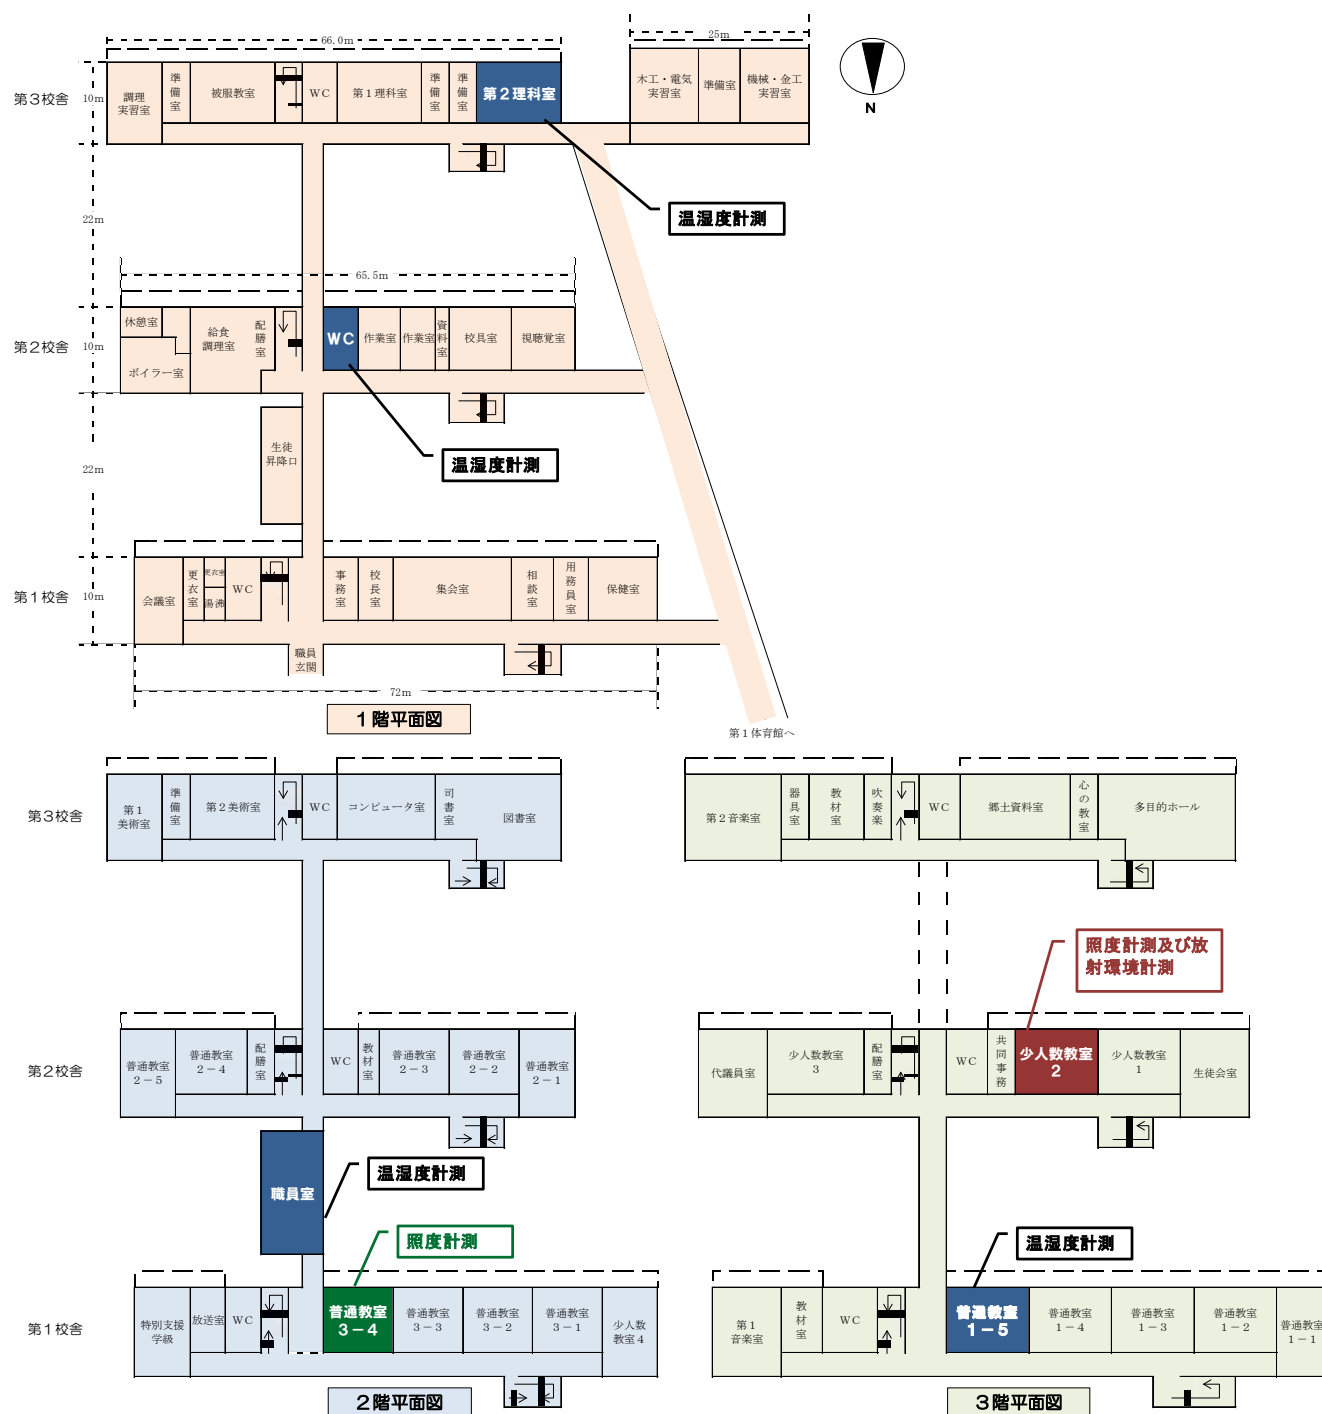 66.0m
25m
第3校舎
10m
調理
実習室
準備室
被服教室
WC
第1理科室
準備室
準備室
第2理科室
木工・電気
実習室
準備室
機械・金工
実習室
N
温湿度計測
22m
65.5m
第2校舎
10m
休憩室
ボイラー室
給食
調理室
配膳室
WC
作業室
作業室
資料室
校具室
視聴覚室
温湿度計測
22m
生徒
昇降口
第1校舎
10m
会議室
更衣室
更衣室
湯沸
WC
事務室
校長室
集会室
相談室
用務員室
保健室
職員
玄関
72m
1階平面図
第1体育館へ
第3校舎
第1
美術室
準備室
第2美術室
WC
コンピュータ室
司書室
図書室
第2音楽室
器具室
教材室
吹奏楽
WC
郷土資料室
心の教室
多目的ホール
照度計測及び放
射環境計測
第2校舎
普通教室
2-5
普通教室
2-4
配膳室
WC
教材室
普通教室
2-3
普通教室
2-2
普通教室
2-1
代議員室
少人数教室
3
配膳室
WC
共同事務
少人数教室
2
少人数教室
1
生徒会室
職員室
温湿度計測
照度計測
温湿度計測
第1校舎
特別支援
学級
放送室
WC
普通教室
3-4
普通教室
3-3
普通教室
3-2
普通教室
3-1
少人数
教室4
第1
音楽室
教材室
WC
普通教室
1-5
普通教室
1-4
普通教室
1-3
普通教室
1-2
普通教室
1-1
2階平面図
3階平面図